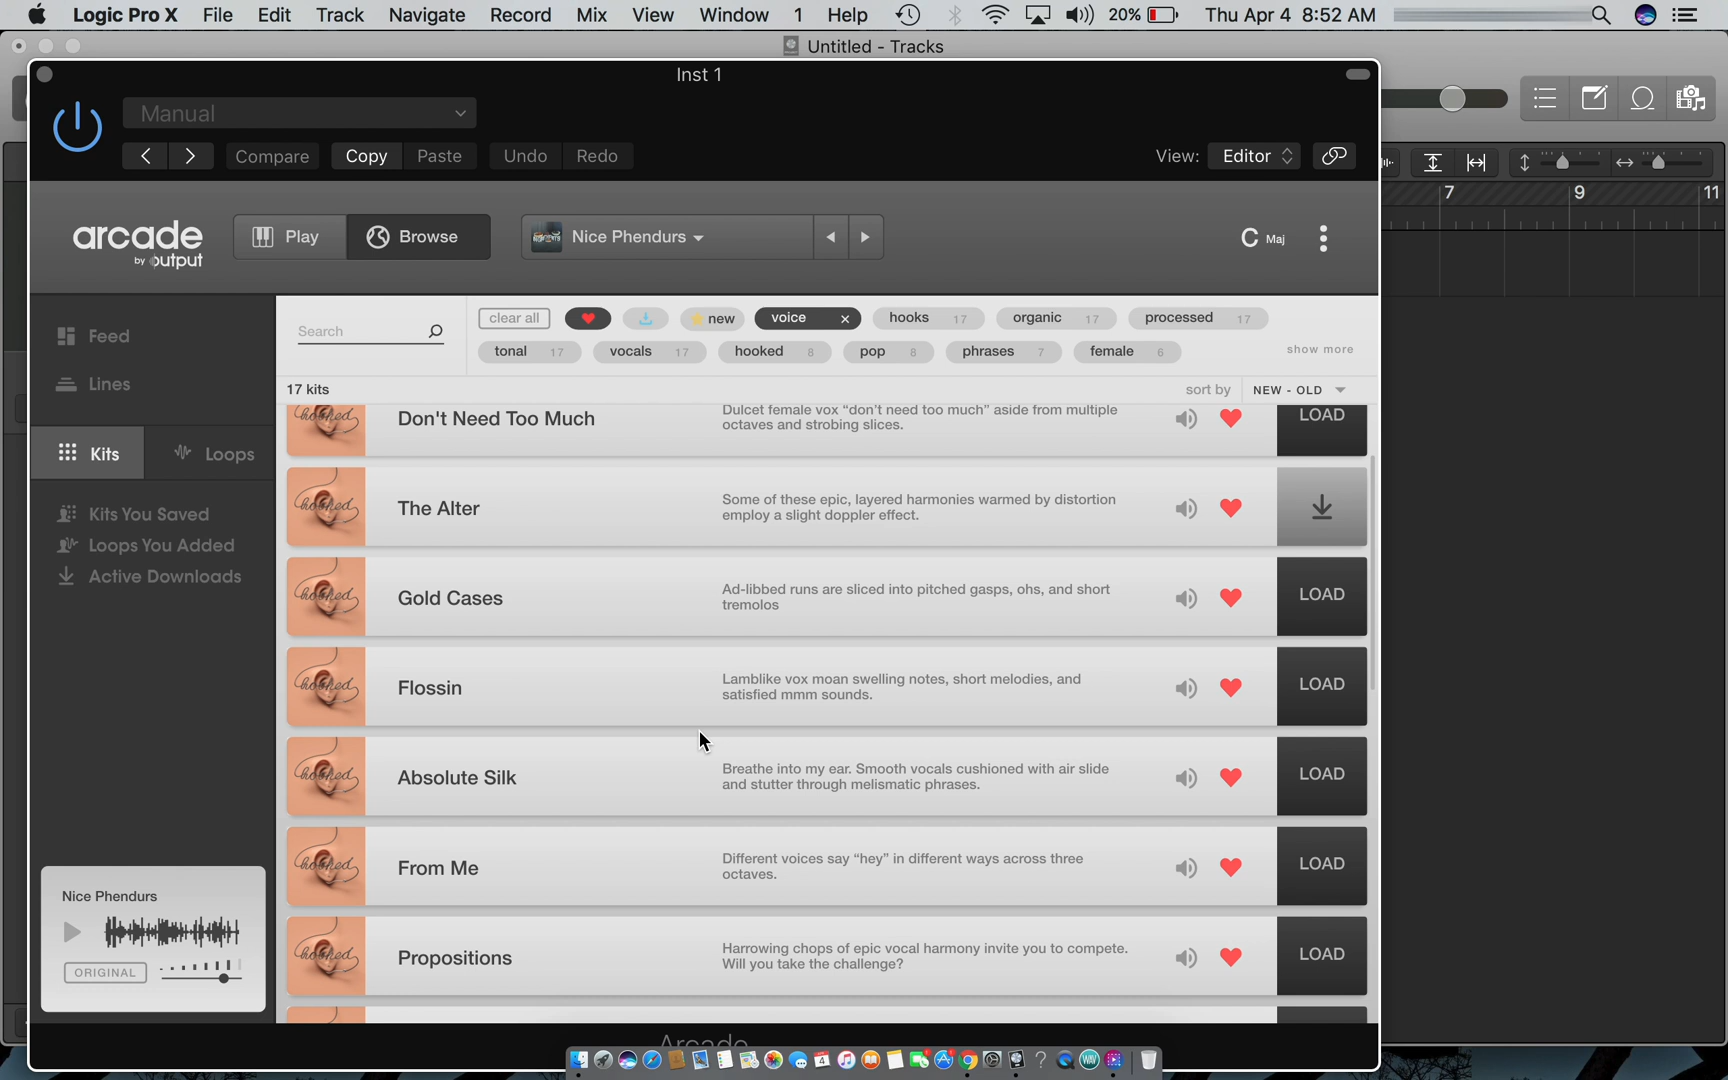 Logic Pro X File Edit Track Navigate Record Mix View Window 1 Help 20% Thu Apr 4 8:52 AM
Untitled - Tracks
Inst 1
Manual
Compare Copy Paste Undo Redo View: Editor
7 9 11
arcade
by output
Play Browse Nice Phendurs C Maj
Feed
Lines
Kits Loops
Kits You Saved
Loops You Added
Active Downloads
Search clear all new voice x hooks 17 organic 17 processed 17
tonal 17 vocals 17 hooked 8 pop 8 phrases 7 female 6 show more
17 kits sort by NEW - OLD
hooked Don't Need Too Much
Dulcet female vox “don’t need too much” aside from multiple
octaves and strobing slices.
LOAD
hooked The Alter
Some of these epic, layered harmonies warmed by distortion
employ a slight doppler effect.
hooked Gold Cases
Ad-libbed runs are sliced into pitched gasps, ohs, and short
tremolos
LOAD
hooked Flossin
Lamblike vox moan swelling notes, short melodies, and
satisfied mmm sounds.
LOAD
hooked Absolute Silk
Breathe into my ear. Smooth vocals cushioned with air slide
and stutter through melismatic phrases.
LOAD
hooked From Me
Different voices say “hey” in different ways across three
octaves.
LOAD
hooked Propositions
Harrowing chops of epic vocal harmony invite you to compete.
Will you take the challenge?
LOAD
Nice Phendurs
ORIGINAL
Arcade